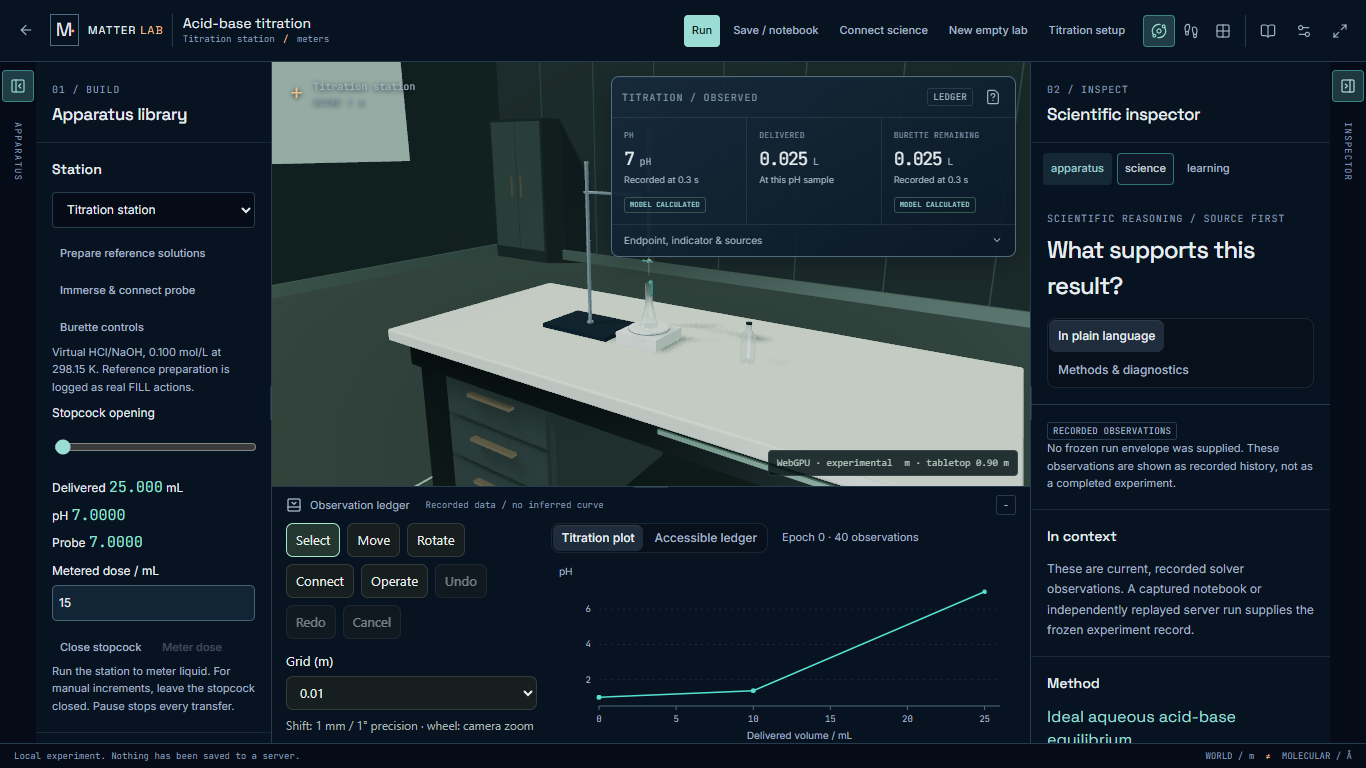 M
MATTER LAB
Acid-base titration
Titration station / meters
Run
Save / notebook
Connect science
New empty lab
Titration setup
APPARATUS
01 / BUILD
Apparatus library
Station
Titration station
Prepare reference solutions
Immerse & connect probe
Burette controls
Virtual HCl/NaOH, 0.100 mol/L at
298.15 K. Reference preparation is
logged as real FILL actions.
Stopcock opening
Delivered 25.000 mL
pH 7.0000
Probe 7.0000
Metered dose / mL
15
Close stopcock
Meter dose
Run the station to meter liquid. For
manual increments, leave the stopcock
closed. Pause stops every transfer.
Titration station
TITRATION / OBSERVED
LEDGER
PH
7 pH
Recorded at 0.3 s
MODEL CALCULATED
DELIVERED
0.025 L
At this pH sample
BURETTE REMAINING
0.025 L
Recorded at 0.3 s
MODEL CALCULATED
Endpoint, indicator & sources
WebGPU · experimental m · tabletop 0.90 m
Observation ledger
Recorded data / no inferred curve
-
Select
Move
Rotate
Connect
Operate
Undo
Redo
Cancel
Grid (m)
0.01
Shift: 1 mm / 1° precision · wheel: camera zoom
Titration plot
Accessible ledger
Epoch 0 · 40 observations
pH
6
4
2
0 5 10 15 20 25
Delivered volume / mL
02 / INSPECT
Scientific inspector
apparatus
science
learning
SCIENTIFIC REASONING / SOURCE FIRST
What supports this
result?
In plain language
Methods & diagnostics
RECORDED OBSERVATIONS
No frozen run envelope was supplied. These
observations are shown as recorded history, not as
a completed experiment.
In context
These are current, recorded solver
observations. A captured notebook or
independently replayed server run supplies the
frozen experiment record.
Method
Ideal aqueous acid-base
equilibrium
INSPECTOR
Local experiment. Nothing has been saved to a server.
WORLD / m ≠ MOLECULAR / Å